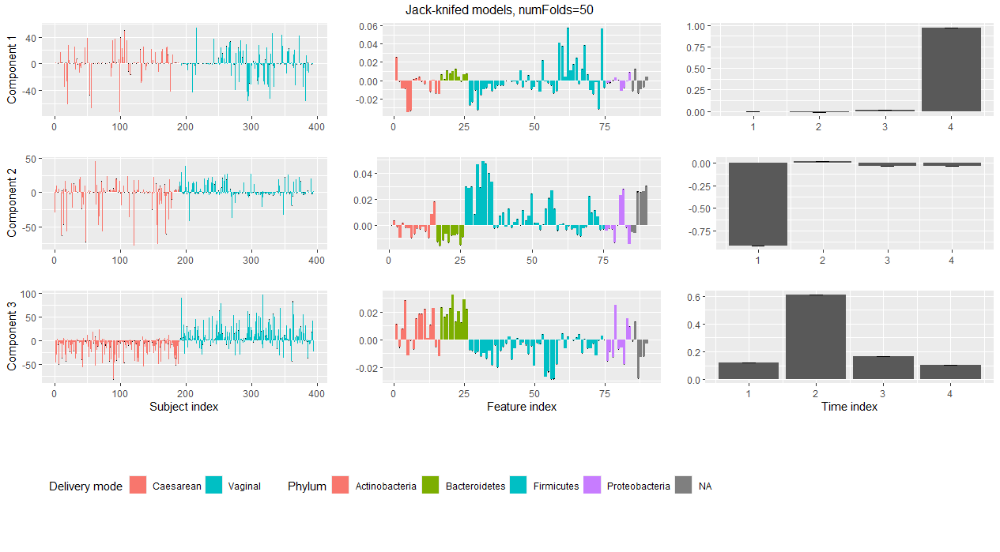 Jack-knifed models, numFolds=50
Component 1
40
0
-40
0 100 200 300 400
0.06
0.04
0.02
0.00
-0.02
0 25 50 75
1.00
0.75
0.50
0.25
0.00
1 2 3 4
Component 2
50
0
-50
0 100 200 300 400
0.04
0.02
0.00
0 25 50 75
0.00
-0.25
-0.50
-0.75
1 2 3 4
Component 3
100
50
0
-50
0 100 200 300 400
Subject index
0.02
0.00
-0.02
0 25 50 75
Feature index
0.6
0.4
0.2
0.0
1 2 3 4
Time index
Delivery mode Caesarean Vaginal Phylum Actinobacteria Bacteroidetes Firmicutes Proteobacteria NA